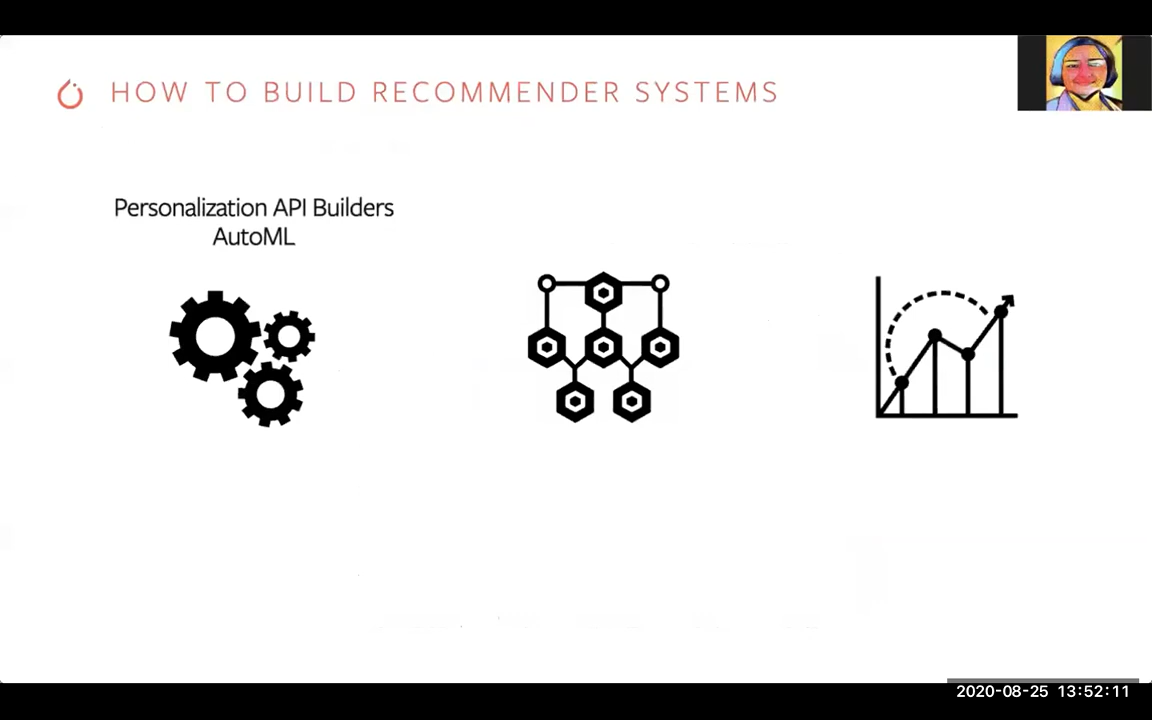 HOW TO BUILD RECOMMENDER SYSTEMS
Personalization API Builders
AutoML
2020-08-25 13:52:11